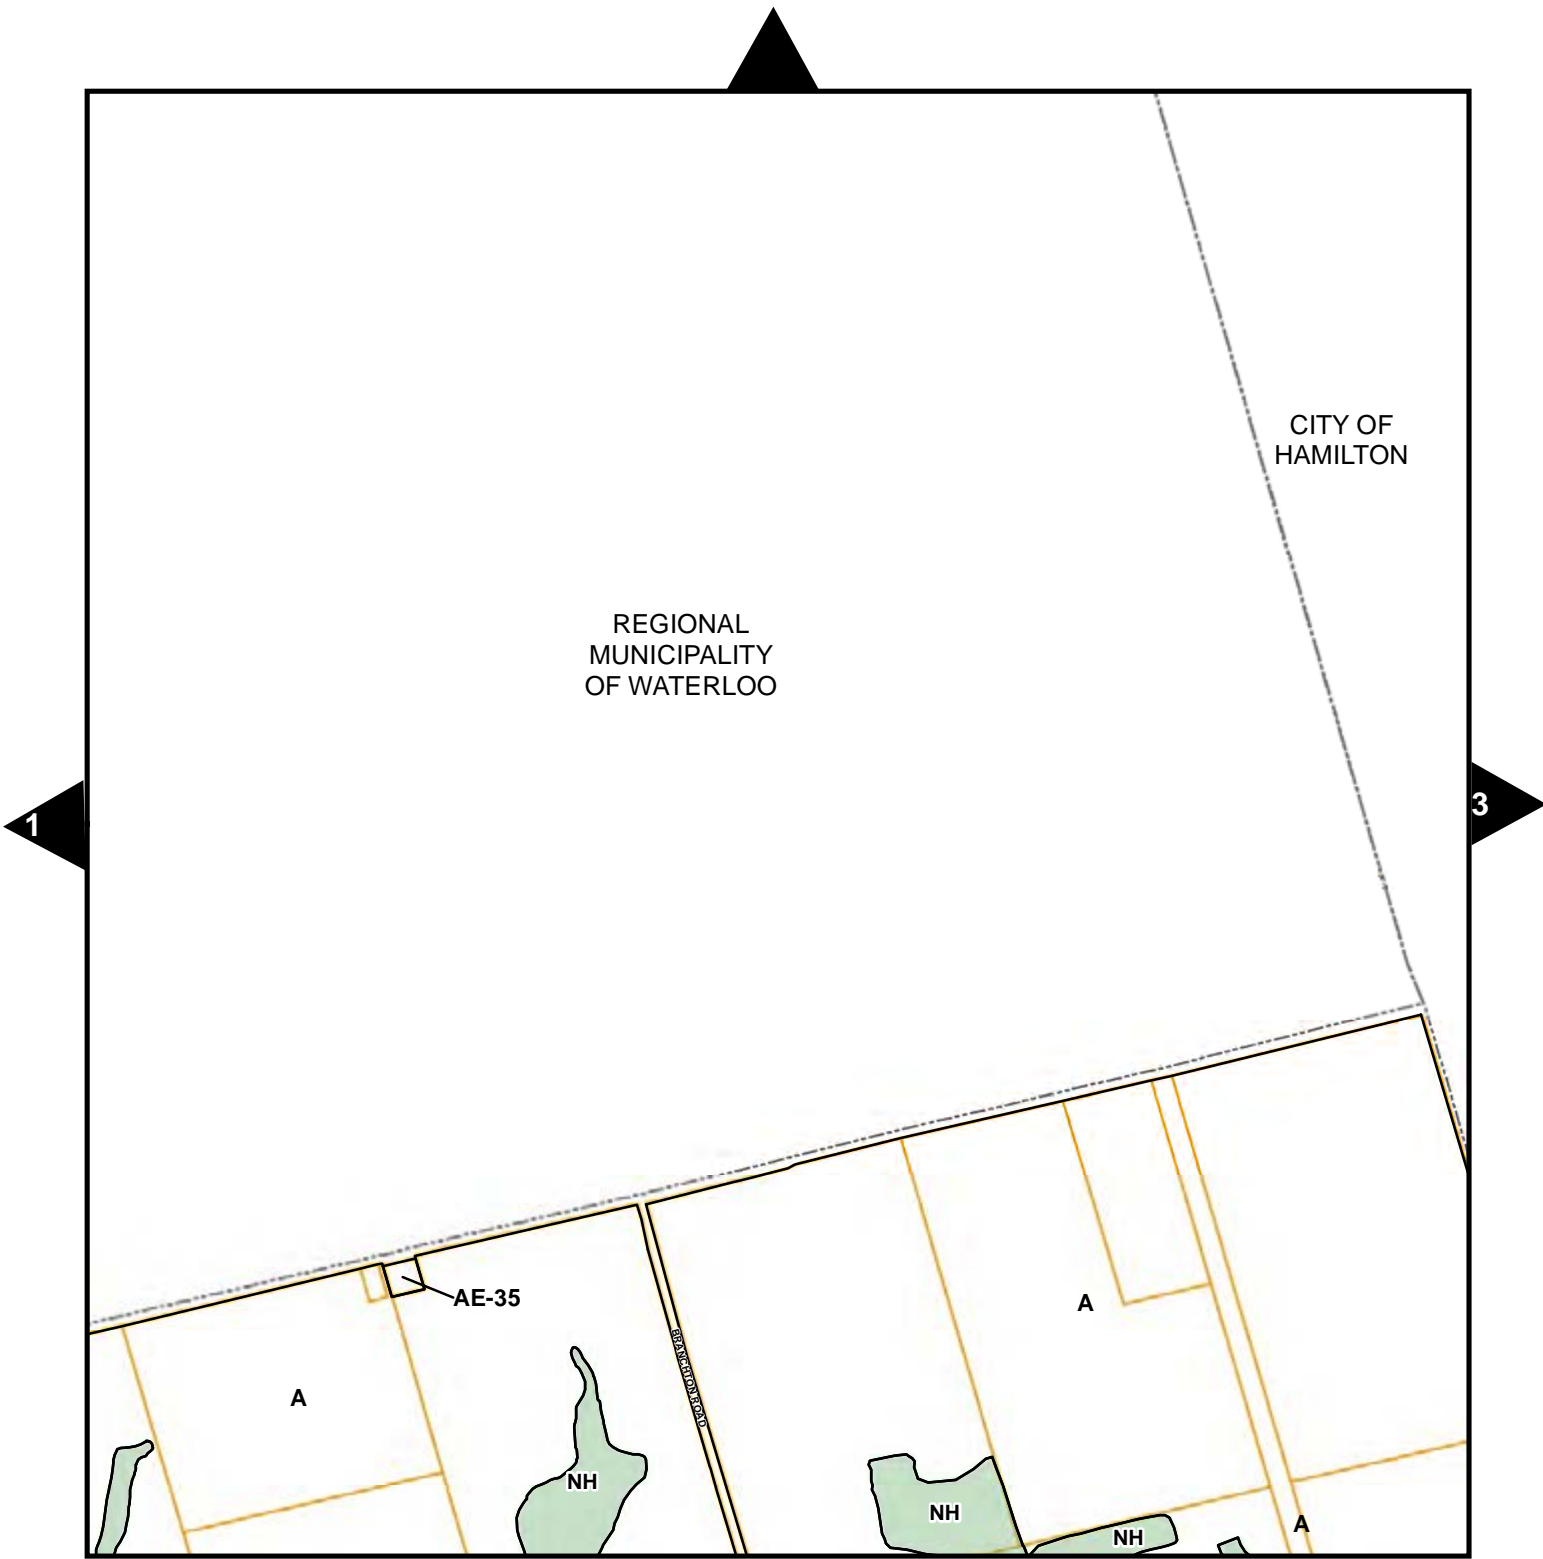 CITY OF
HAMILTON
REGIONAL
MUNICIPALITY
OF WATERLOO
1
3
AE-35
A
BRANCHTON ROAD
A
NH
NH
NH
A